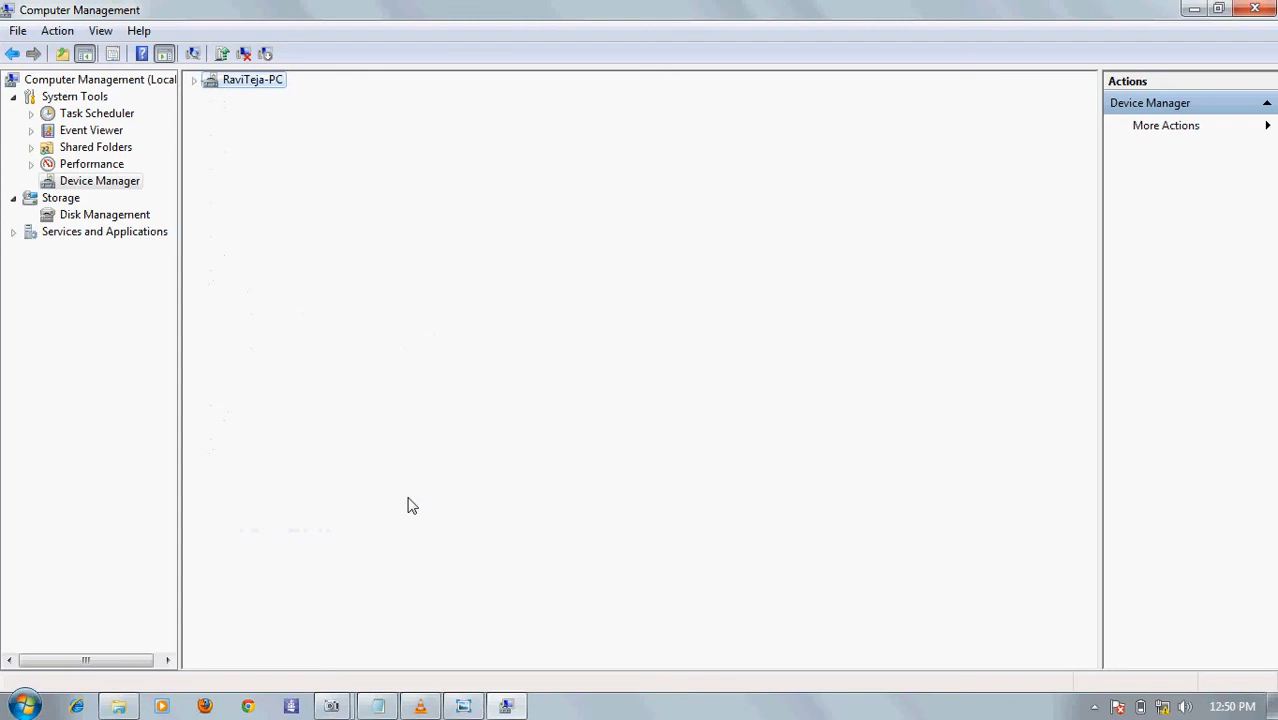 Computer Management
File Action View Help
Computer Management (Local
System Tools
Task Scheduler
Event Viewer
Shared Folders
Performance
Device Manager
Storage
Disk Management
Services and Applications
RaviTeja-PC
Actions
Device Manager
More Actions
12:50 PM